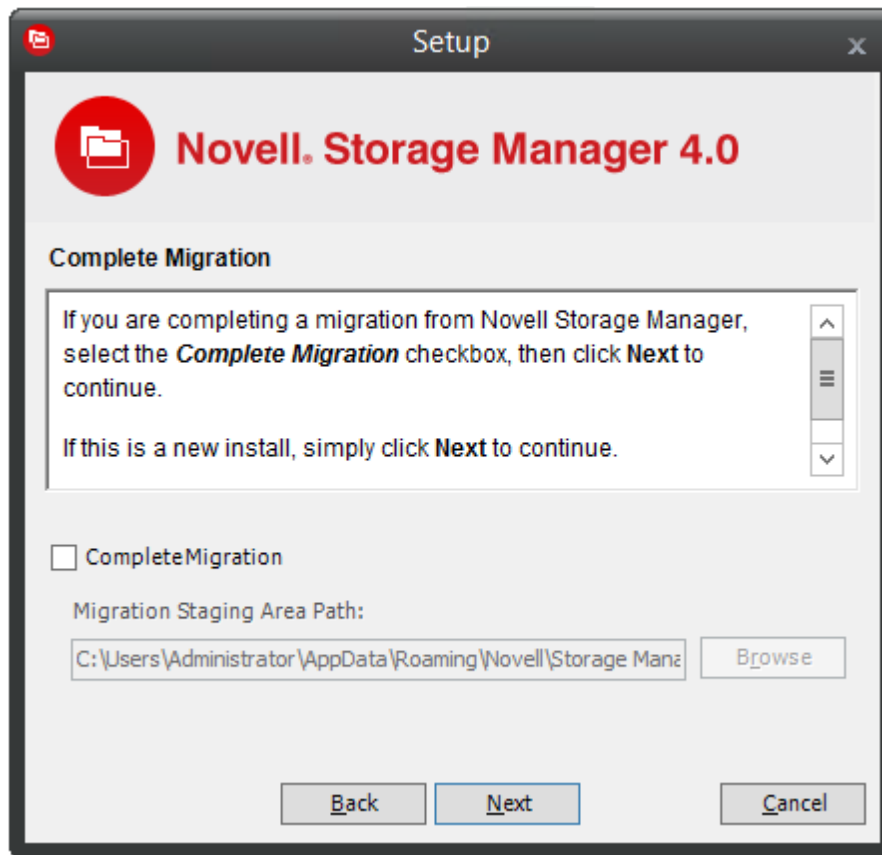 Setup
x
Novell® Storage Manager 4.0
Complete Migration
If you are completing a migration from Novell Storage Manager,
select the Complete Migration checkbox, then click Next to
continue.
If this is a new install, simply click Next to continue.
CompleteMigration
Migration Staging Area Path:
C:\Users\Administrator\AppData\Roaming\Novell\Storage Mana
Browse
Back
Next
Cancel